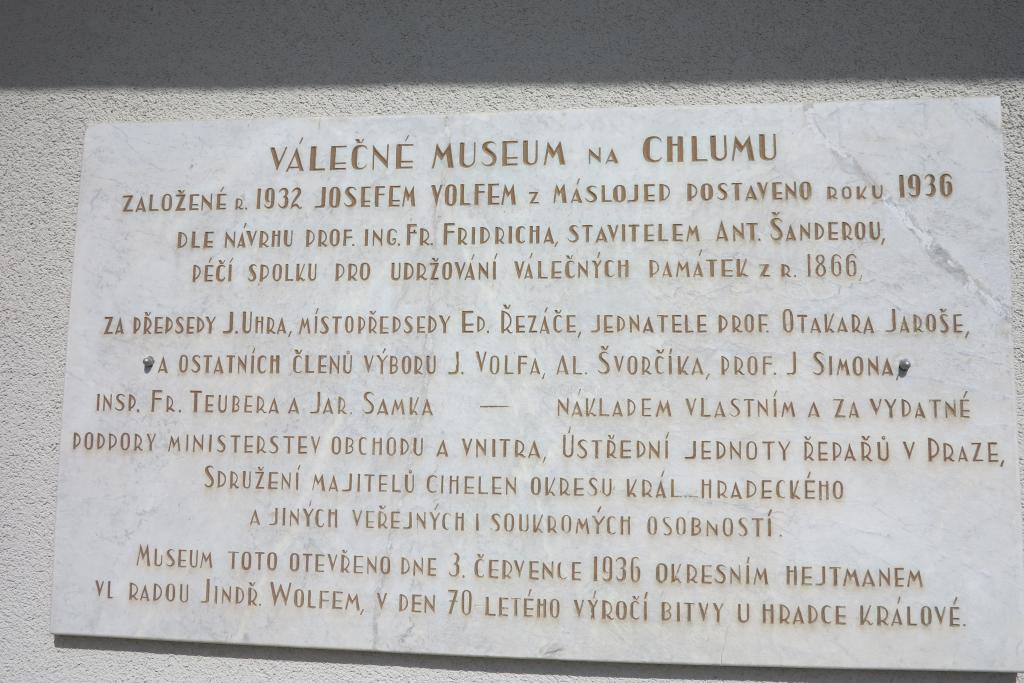 VÁLEČNÉ MUSEUM NA CHLUMU
ZALOŽENÉ R. 1932 JOSEFEM VOLFEM Z MÁSLOJED POSTAVENO ROKU 1936
DLE NÁVRHU PROF. ING. FR. FRIDRICHA, STAVITELEM ANT. ŠANDEROU,
PÉČÍ SPOLKU PRO UDRŽOVÁNÍ VÁLEČNÝCH PAMÁTEK Z R. 1866,
ZA PŘEDSEDY J. UHRA, MÍSTOPŘEDSEDY ED. ŘEZÁČE, JEDNATELE PROF. OTAKARA JAROŠE,
A OSTATNÍCH ČLENŮ VÝBORU J. VOLFA, AL. ŠVORČÍKA, PROF. J SIMONA,
INSP. FR. TEUBERA A JAR. SAMKA — NÁKLADEM VLASTNÍM A ZA VYDATNÉ
PODPORY MINISTERSTEV OBCHODU A VNITRA, ÚSTŘEDNÍ JEDNOTY ŘEPAŘŮ V PRAZE,
SDRUŽENÍ MAJITELŮ CIHELEN OKRESU KRÁL. HRADECKÉHO
A JINÝCH VEŘEJNÝCH I SOUKROMÝCH OSOBNOSTÍ.
MUSEUM TOTO OTEVŘENO DNE 3. ČERVENCE 1936 OKRESNÍM HEJTMANEM
VL RADOU JINDŘ. WOLFEM, V DEN 70 LETÉHO VÝROČÍ BITVY U HRADCE KRÁLOVÉ.